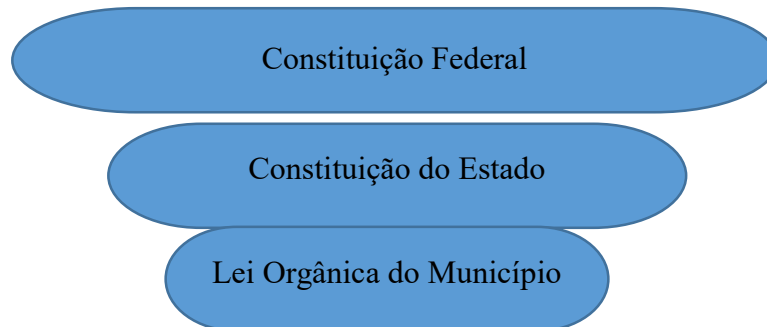 Constituição Federal
Constituição do Estado
Lei Orgânica do Município